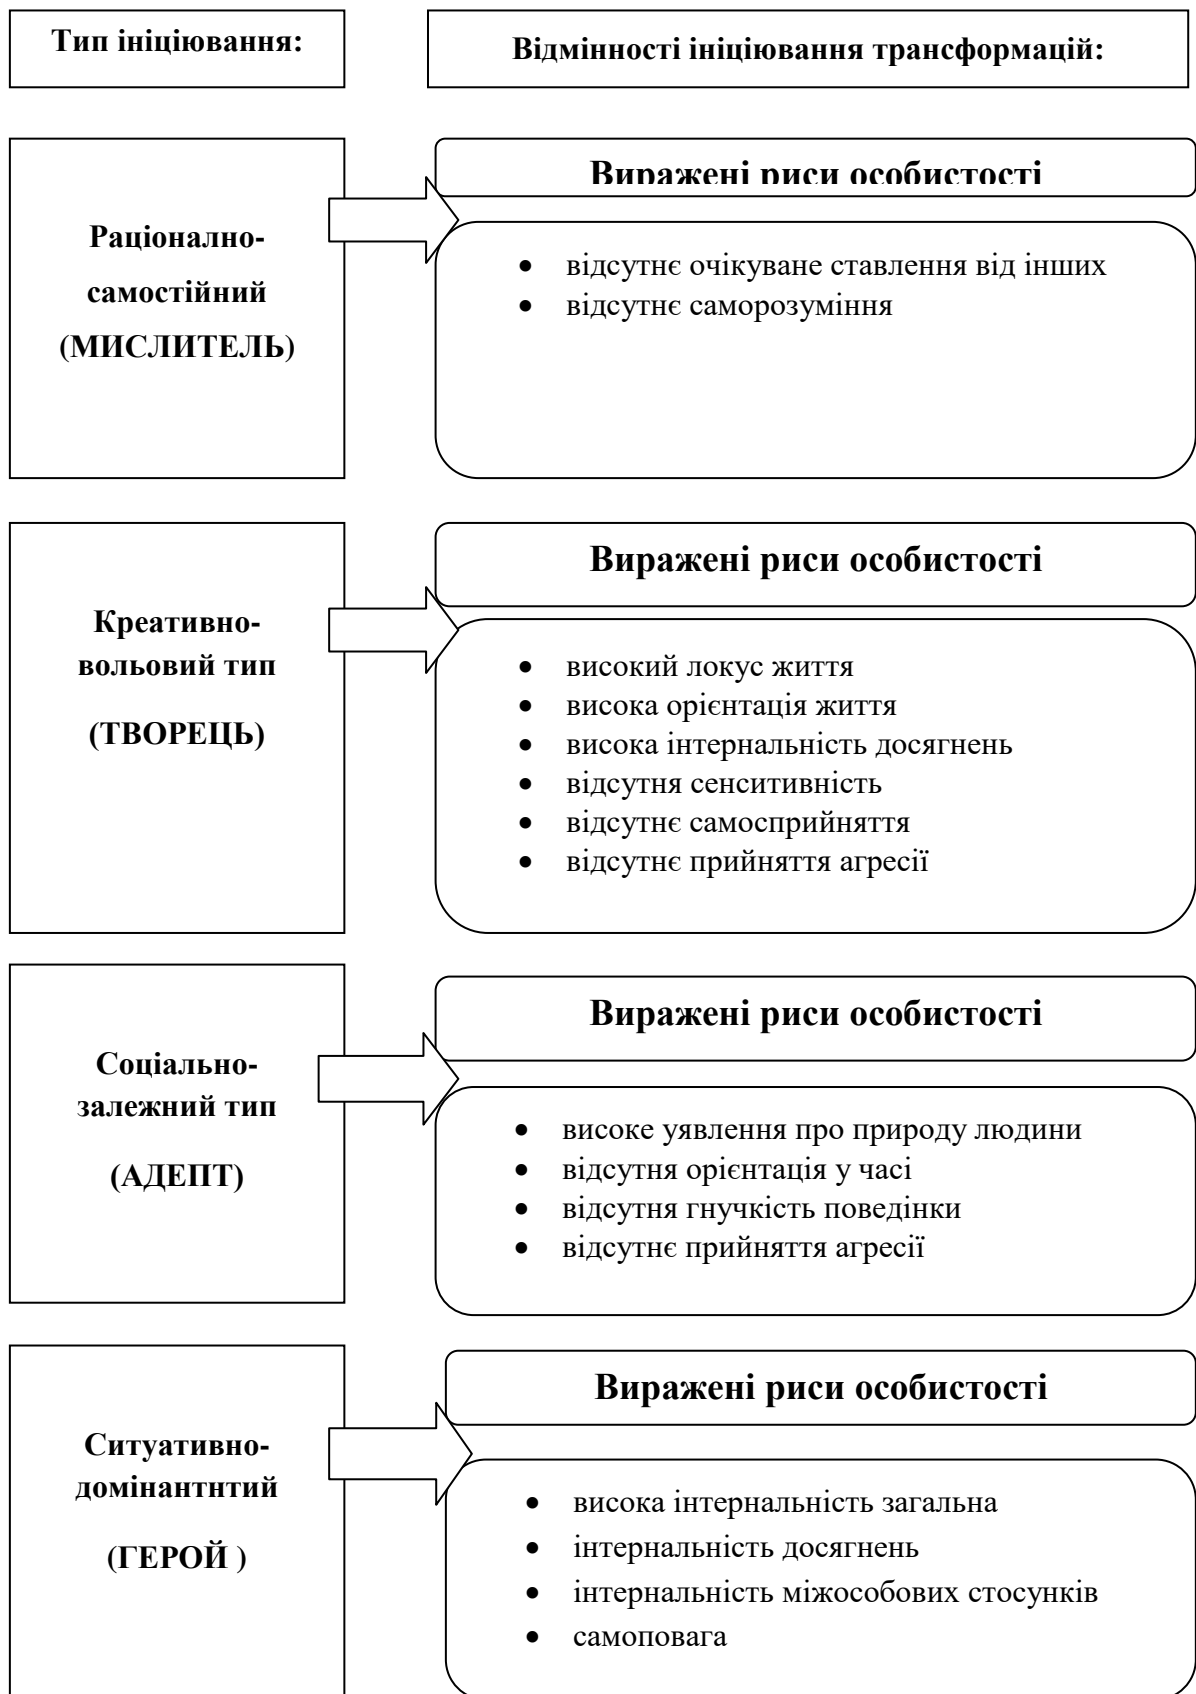 Тип ініціювання:
Відмінності ініціювання трансформацій:
Раціонално-
самостійний
(МИСЛИТЕЛЬ)
Виражені риси особистості
• відсутнє очікуване ставлення від інших
• відсутнє саморозуміння
Креативно-
вольовий тип
(ТВОРЕЦЬ)
Виражені риси особистості
• високий локус життя
• висока орієнтація життя
• висока інтернальність досягнень
• відсутня сенситивність
• відсутнє самосприйняття
• відсутнє прийняття агресії
Соціально-
залежний тип
(АДЕПТ)
Виражені риси особистості
• високе уявлення про природу людини
• відсутня орієнтація у часі
• відсутня гнучкість поведінки
• відсутнє прийняття агресії
Ситуативно-
домінантнтий
(ГЕРОЙ )
Виражені риси особистості
• висока інтернальність загальна
• інтернальність досягнень
• інтернальність міжособових стосунків
• самоповага